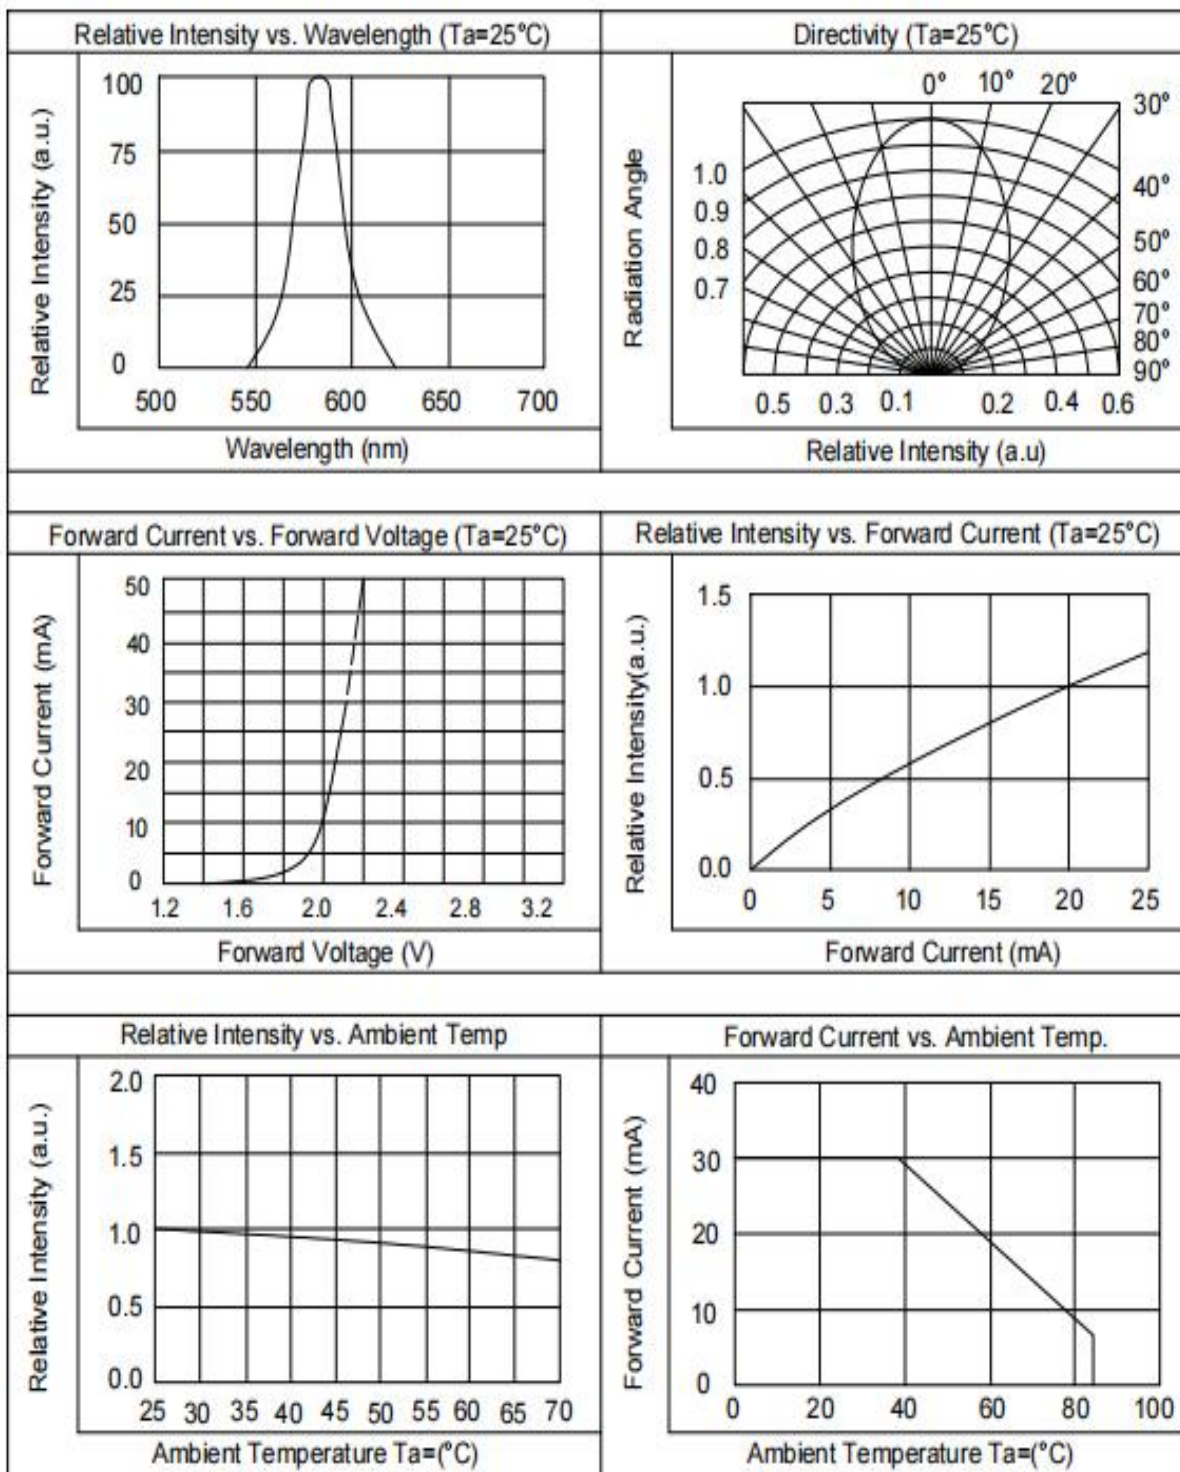 Relative Intensity vs. Wavelength (Ta=25°C)
Relative Intensity (a.u.)
100
75
50
25
0
500 550 600 650 700
Wavelength (nm)
Directivity (Ta=25°C)
Radiation Angle
0° 10° 20° 30°
40°
50°
60°
70°
80°
90°
1.0
0.9
0.8
0.7
0.5 0.3 0.1 0.2 0.4 0.6
Relative Intensity (a.u)
Forward Current vs. Forward Voltage (Ta=25°C)
Forward Current (mA)
50
40
30
20
10
0
1.2 1.6 2.0 2.4 2.8 3.2
Forward Voltage (V)
Relative Intensity vs. Forward Current (Ta=25°C)
Relative Intensity(a.u.)
1.5
1.0
0.5
0.0
0 5 10 15 20 25
Forward Current (mA)
Relative Intensity vs. Ambient Temp
Relative Intensity (a.u.)
2.0
1.5
1.0
0.5
0.0
25 30 35 40 45 50 55 60 65 70
Ambient Temperature Ta=(°C)
Forward Current vs. Ambient Temp.
Forward Current (mA)
40
30
20
10
0
0 20 40 60 80 100
Ambient Temperature Ta=(°C)